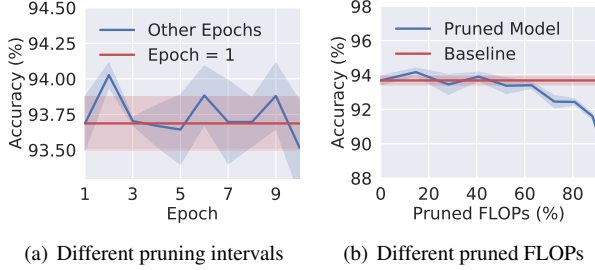 94.50
94.25
94.00
93.75
93.50
Accuracy (%)
Other Epochs
Epoch = 1
1 3 5 7 9
Epoch
(a) Different pruning intervals
98
96
94
92
90
88
Accuracy (%)
Pruned Model
Baseline
0 20 40 60 80
Pruned FLOPs (%)
(b) Different pruned FLOPs